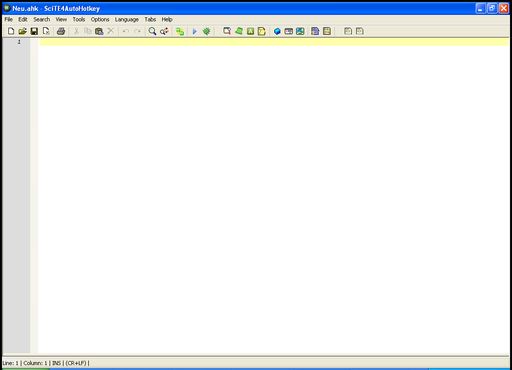 Neu.ahk - SciTE4AutoHotkey
File Edit Search View Tools Options Language Tabs Help
1
Line: 1 | Column: 1 | INS | (CR+LF) |